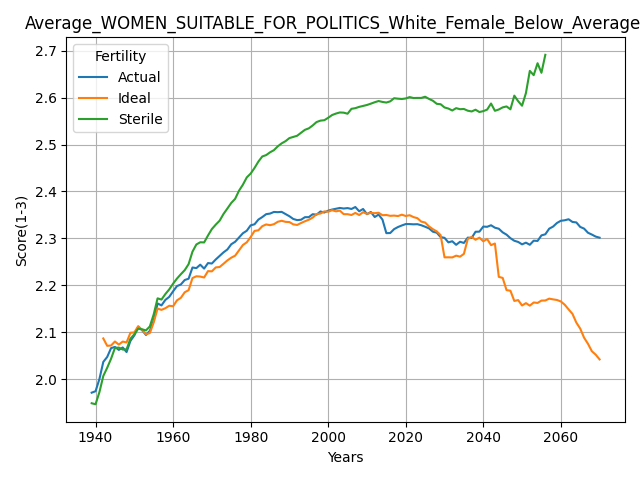 Average_WOMEN_SUITABLE_FOR_POLITICS_White_Female_Below_Average
Fertility
Actual
Ideal
Sterile
Score(1-3)
2.7
2.6
2.5
2.4
2.3
2.2
2.1
2.0
1940 1960 1980 2000 2020 2040 2060
Years